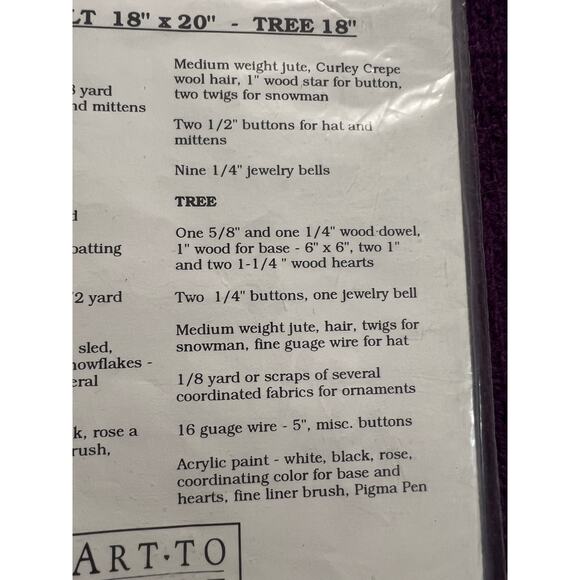 LT 18" x 20" - TREE 18"
yard
nd mittens
batting
/2 yard
sled,
nowflakes -
eral
k, rose a
rush,
Medium weight jute, Curley Crepe
wool hair, 1" wood star for button,
two twigs for snowman
Two 1/2" buttons for hat and
mittens
Nine 1/4" jewelry bells
TREE
One 5/8" and one 1/4" wood dowel,
1" wood for base - 6" x 6", two 1"
and two 1-1/4 " wood hearts
Two 1/4" buttons, one jewelry bell
Medium weight jute, hair, twigs for
snowman, fine guage wire for hat
1/8 yard or scraps of several
coordinated fabrics for ornaments
16 guage wire - 5", misc. buttons
Acrylic paint - white, black, rose,
coordinating color for base and
hearts, fine liner brush, Pigma Pen
ART·TO